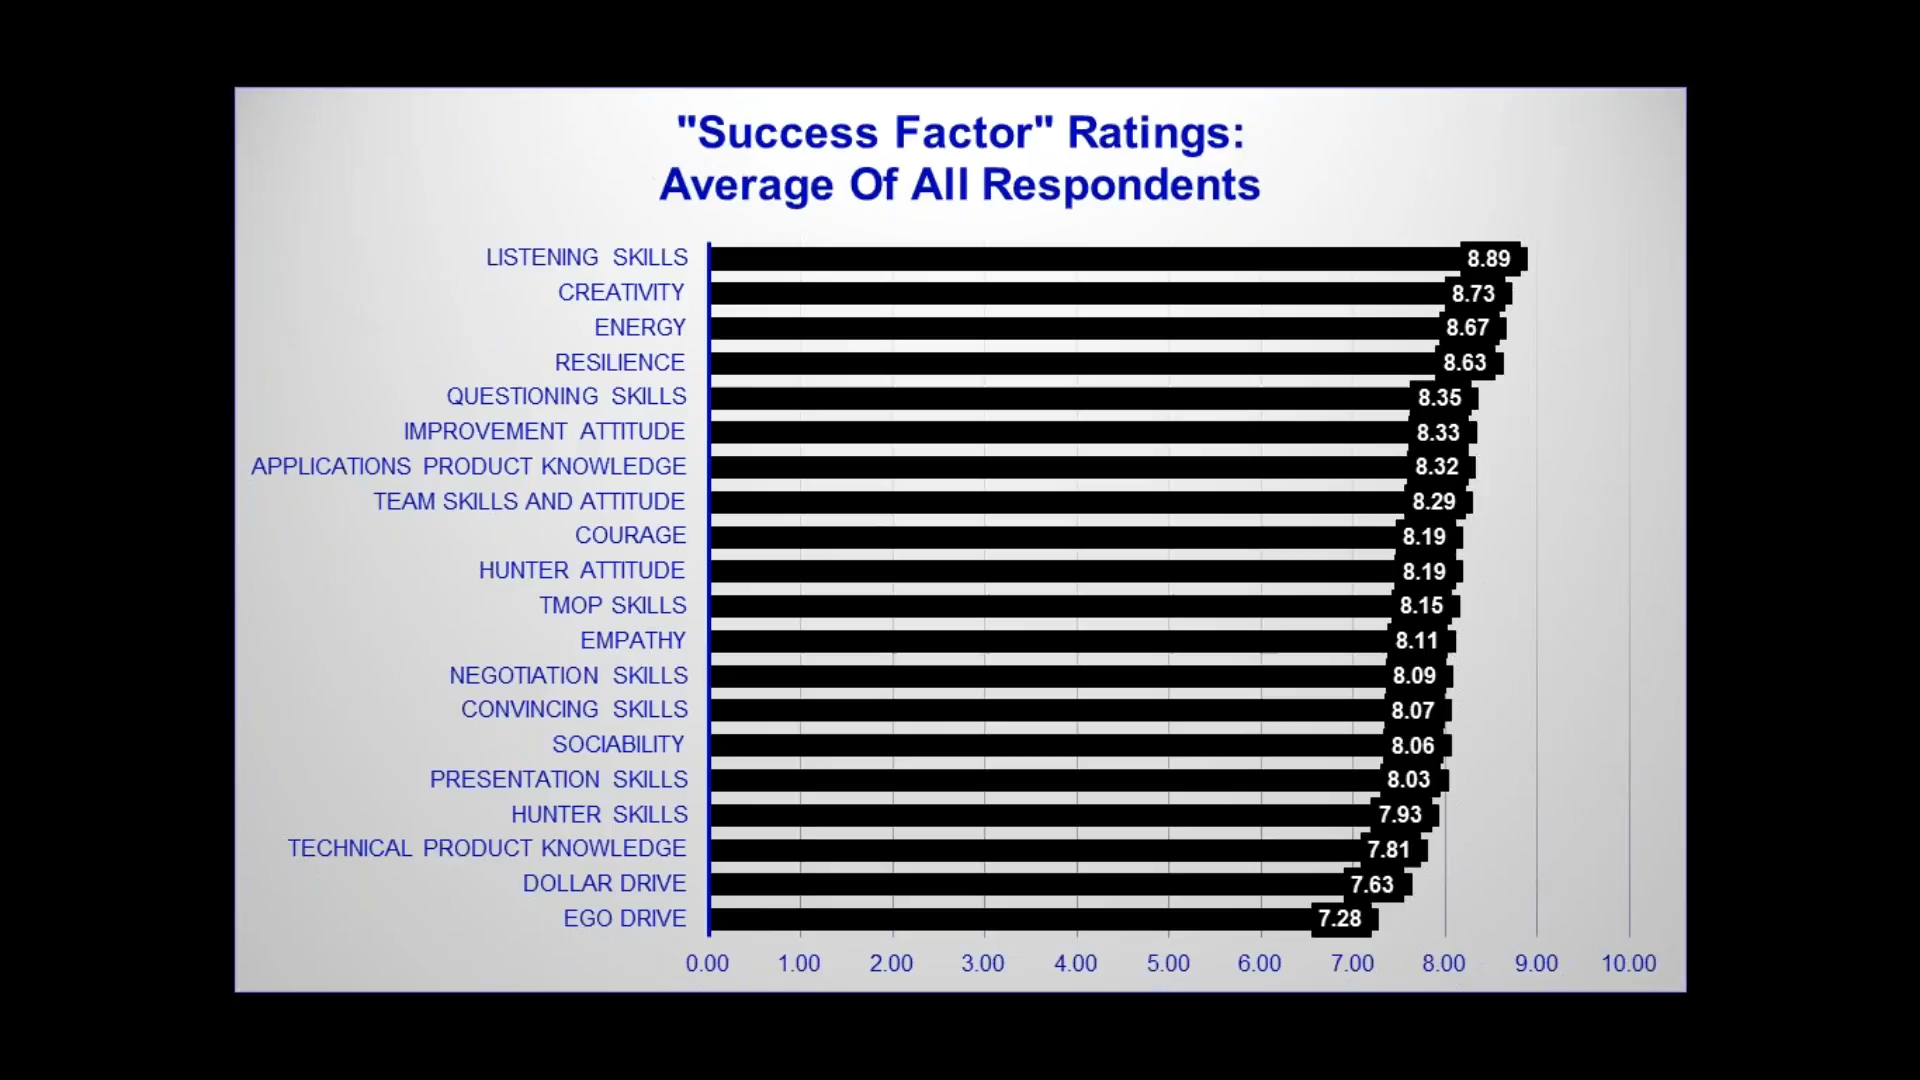 "Success Factor" Ratings:
Average Of All Respondents
LISTENING SKILLS 8.89
CREATIVITY 8.73
ENERGY 8.67
RESILIENCE 8.63
QUESTIONING SKILLS 8.35
IMPROVEMENT ATTITUDE 8.33
APPLICATIONS PRODUCT KNOWLEDGE 8.32
TEAM SKILLS AND ATTITUDE 8.29
COURAGE 8.19
HUNTER ATTITUDE 8.19
TMOP SKILLS 8.15
EMPATHY 8.11
NEGOTIATION SKILLS 8.09
CONVINCING SKILLS 8.07
SOCIABILITY 8.06
PRESENTATION SKILLS 8.03
HUNTER SKILLS 7.93
TECHNICAL PRODUCT KNOWLEDGE 7.81
DOLLAR DRIVE 7.63
EGO DRIVE 7.28
0.00 1.00 2.00 3.00 4.00 5.00 6.00 7.00 8.00 9.00 10.00